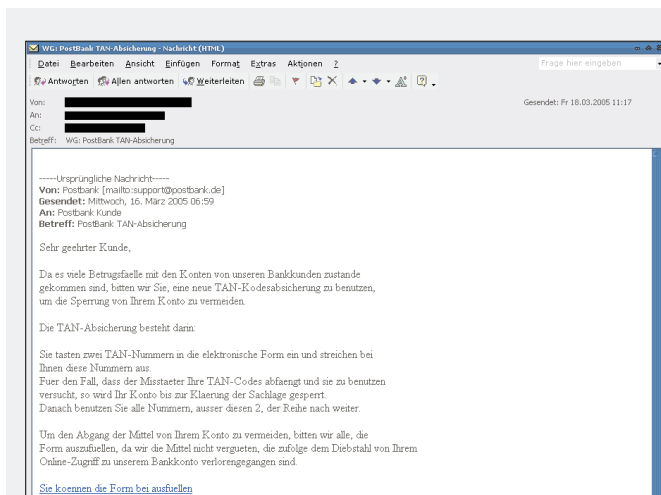 WG: PostBank TAN-Absicherung - Nachricht (HTML)
Datei Bearbeiten Ansicht Einfügen Format Extras Aktionen ?
Frage hier eingeben
Antworten Allen antworten Weiterleiten
Von:
Gesendet: Fr 18.03.2005 11:17
An:
Cc:
Betreff: WG: PostBank TAN-Absicherung
-----Ursprüngliche Nachricht-----
Von: Postbank [mailto:support@postbank.de]
Gesendet: Mittwoch, 16. März 2005 06:59
An: Postbank Kunde
Betreff: PostBank TAN-Absicherung
Sehr geehrter Kunde,
Da es viele Betrugsfaelle mit den Konten von unseren Bankkunden zustande
gekommen sind, bitten wir Sie, eine neue TAN-Kodesabsicherung zu benutzen,
um die Sperrung von Ihrem Konto zu vermeiden.
Die TAN-Absicherung besteht darin:
Sie tasten zwei TAN-Nummern in die elektronische Form ein und streichen bei
Ihnen diese Nummern aus.
Fuer den Fall, dass der Misstaeter Ihre TAN-Codes abfaengt und sie zu benutzen
versucht, so wird Ihr Konto bis zur Klaerung der Sachlage gesperrt.
Danach benutzen Sie alle Nummern, ausser diesen 2, der Reihe nach weiter.
Um den Abgang der Mittel von Ihrem Konto zu vermeiden, bitten wir alle, die
Form auszufuellen, da wir die Mittel nicht vergueten, die zufolge dem Diebstahl von Ihrem
Online-Zugriff zu unserem Bankkonto verlorengegangen sind.
Sie koennen die Form bei ausfuellen